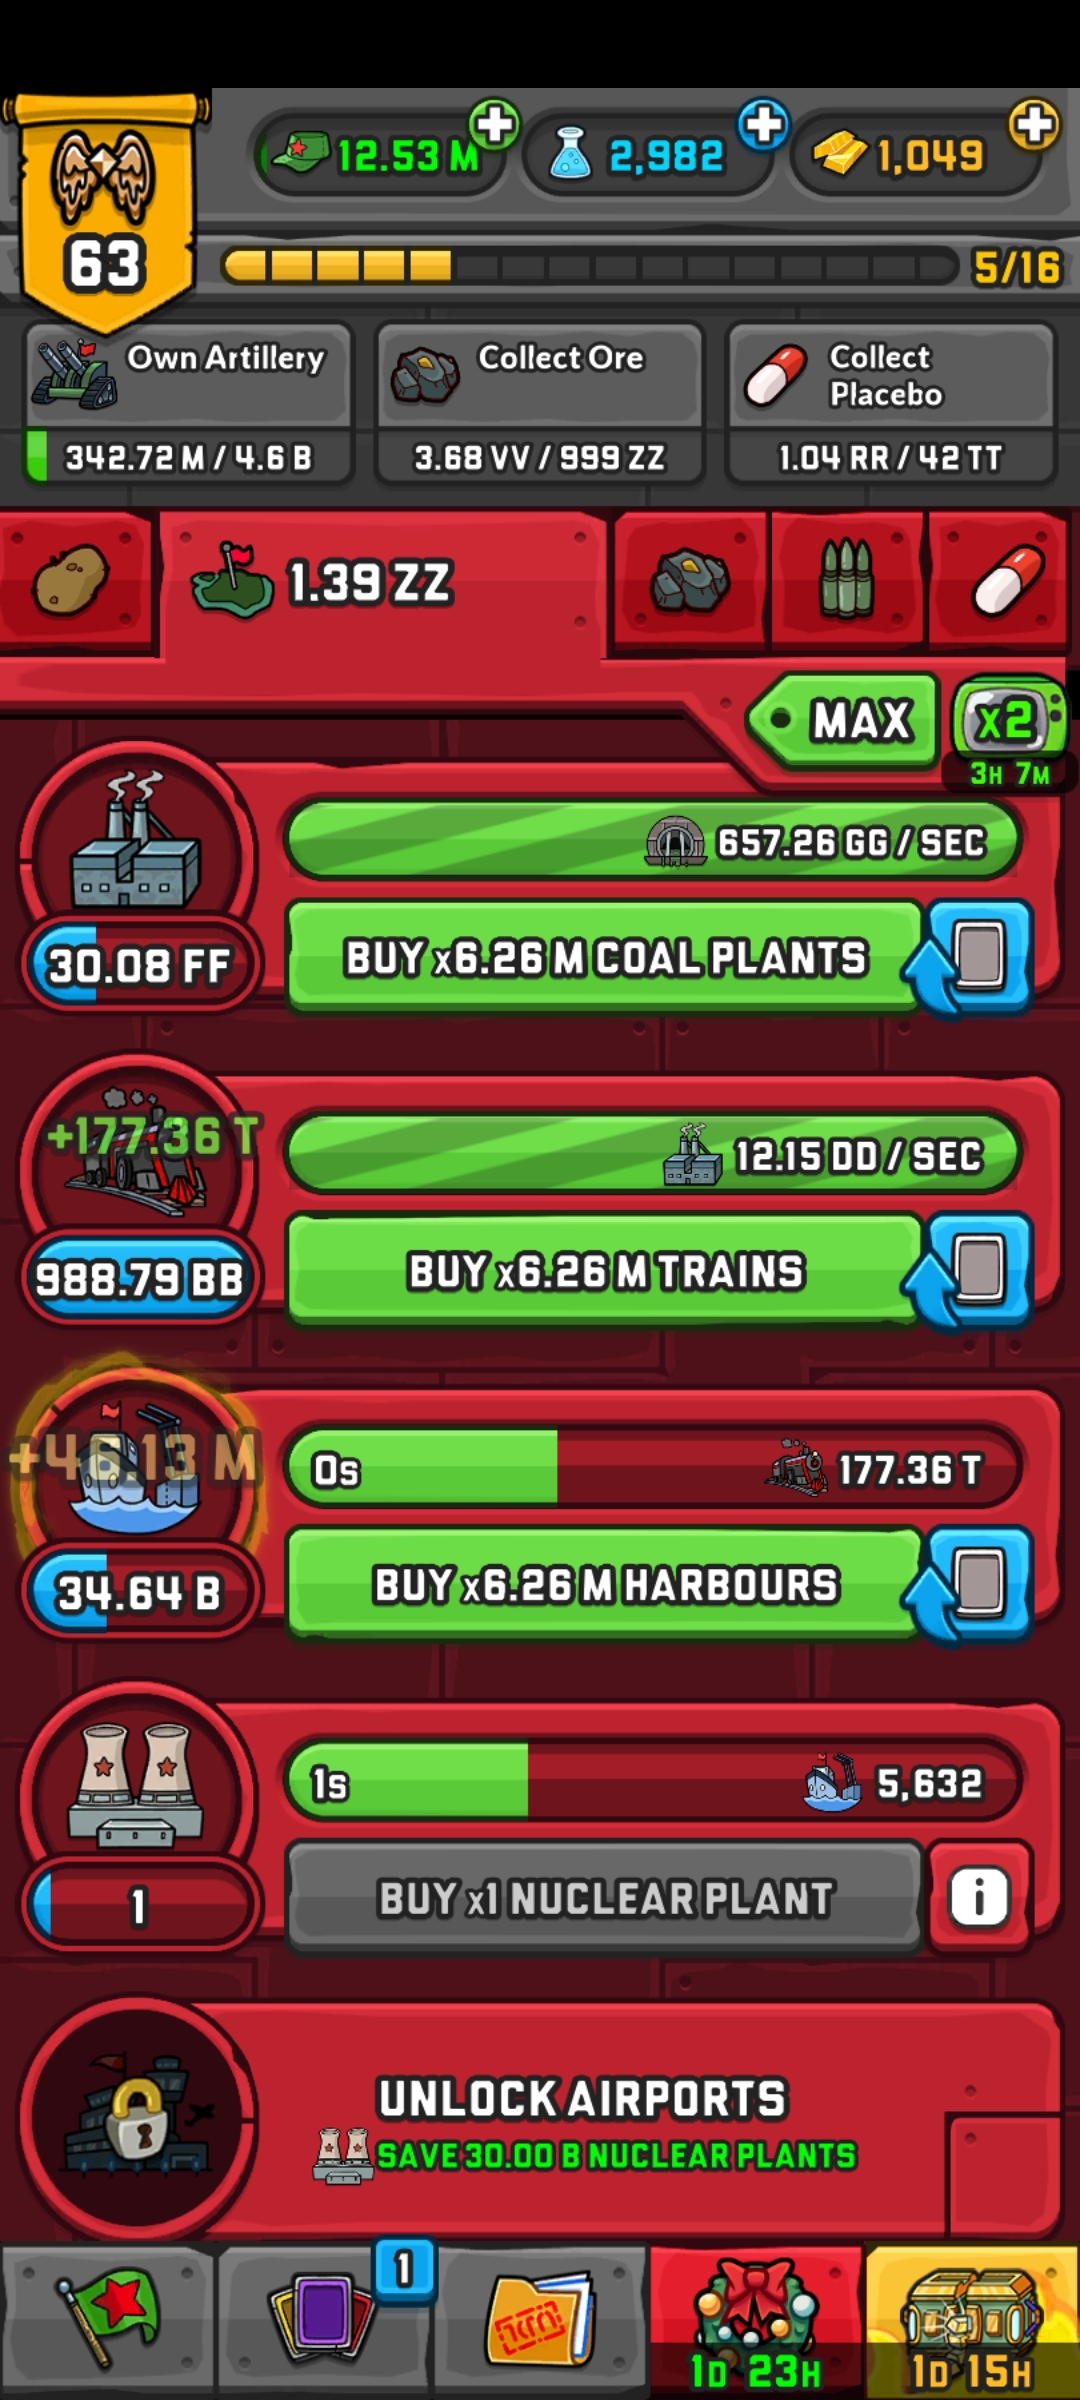 12.53 M
2,982
1,049
63
5/16
Own Artillery
342.72 M / 4.6 B
Collect Ore
3.68 VV / 999 ZZ
Collect
Placebo
1.04 RR / 42 TT
1.39 ZZ
MAX
x2
3H 7M
657.26 GG / SEC
30.08 FF
BUY x6.26 M COAL PLANTS
+177.36 T
12.15 DD / SEC
988.79 BB
BUY x6.26 M TRAINS
+46.13 M
0s
177.36 T
34.64 B
BUY x6.26 M HARBOURS
1s
5,632
1
BUY x1 NUCLEAR PLANT
i
UNLOCK AIRPORTS
SAVE 30.00 B NUCLEAR PLANTS
1
1D 23H
1D 15H